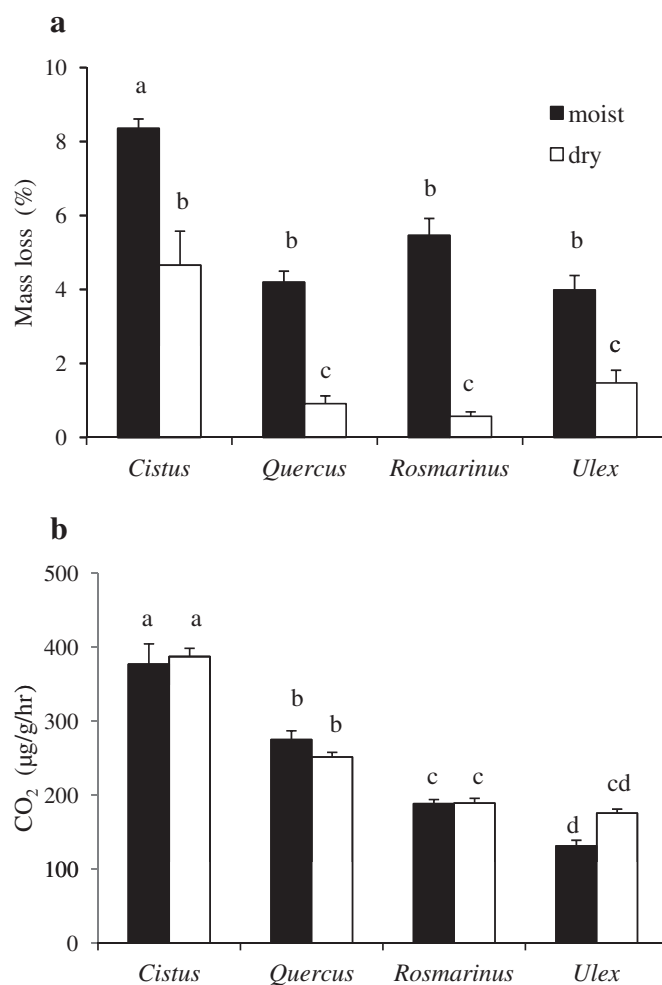 a
Mass loss (%)
10
8
6
4
2
0
a
b
b
c
b
c
b
c
moist
dry
Cistus
Quercus
Rosmarinus
Ulex
b
CO₂ (µg/g/hr)
500
400
300
200
100
0
a
a
b
b
c
c
d
cd
Cistus
Quercus
Rosmarinus
Ulex